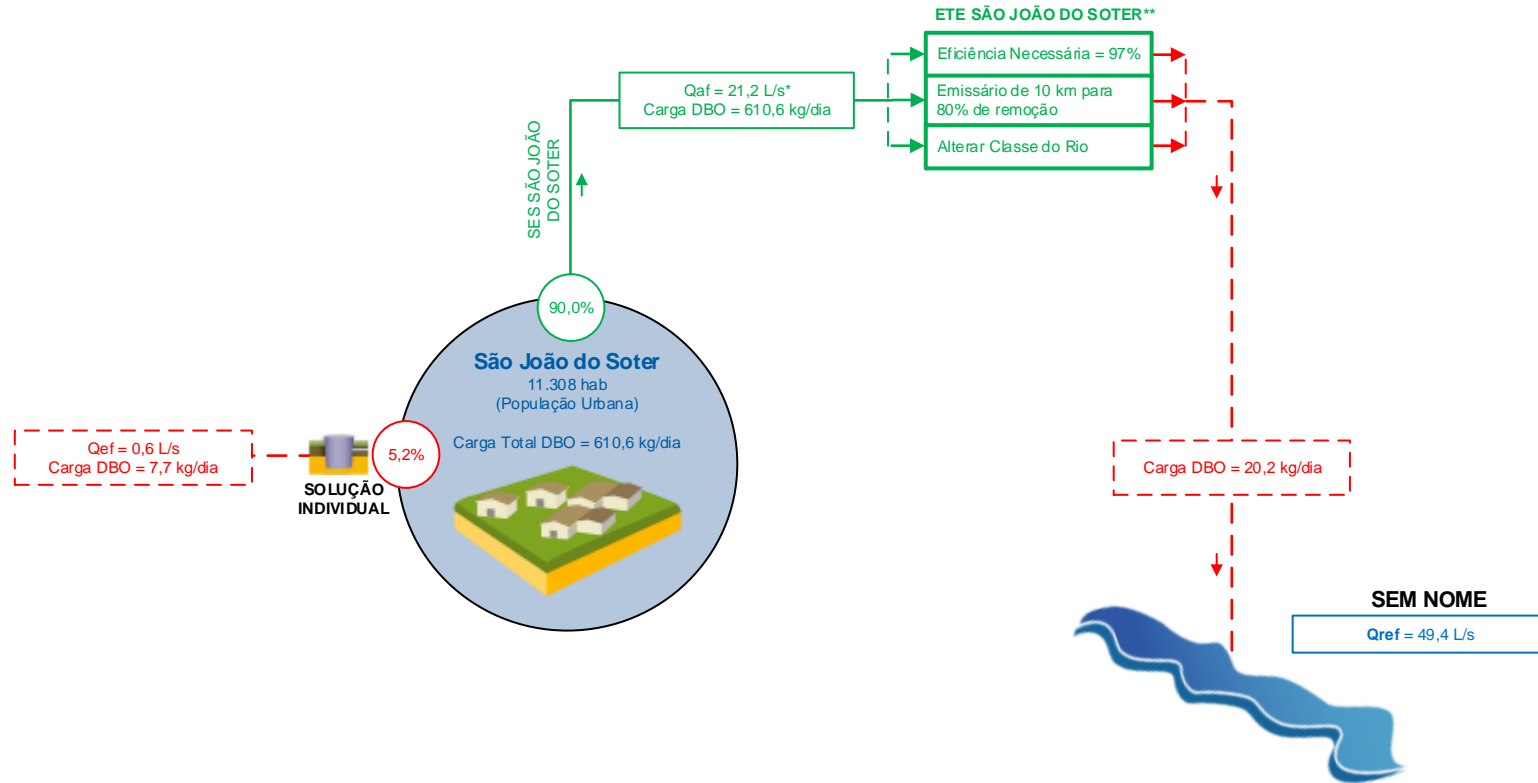 ETE SÃO JOÃO DO SOTER**
Eficiência Necessária = 97%
Emissário de 10 km para
80% de remoção
Alterar Classe do Rio
Qaf = 21,2 L/s*
Carga DBO = 610,6 kg/dia
SES SÃO JOÃO
DO SOTER
90,0%
São João do Soter
11.308 hab
(População Urbana)
Carga Total DBO = 610,6 kg/dia
5,2%
SOLUÇÃO
INDIVIDUAL
Qef = 0,6 L/s
Carga DBO = 7,7 kg/dia
Carga DBO = 20,2 kg/dia
SEM NOME
Qref = 49,4 L/s